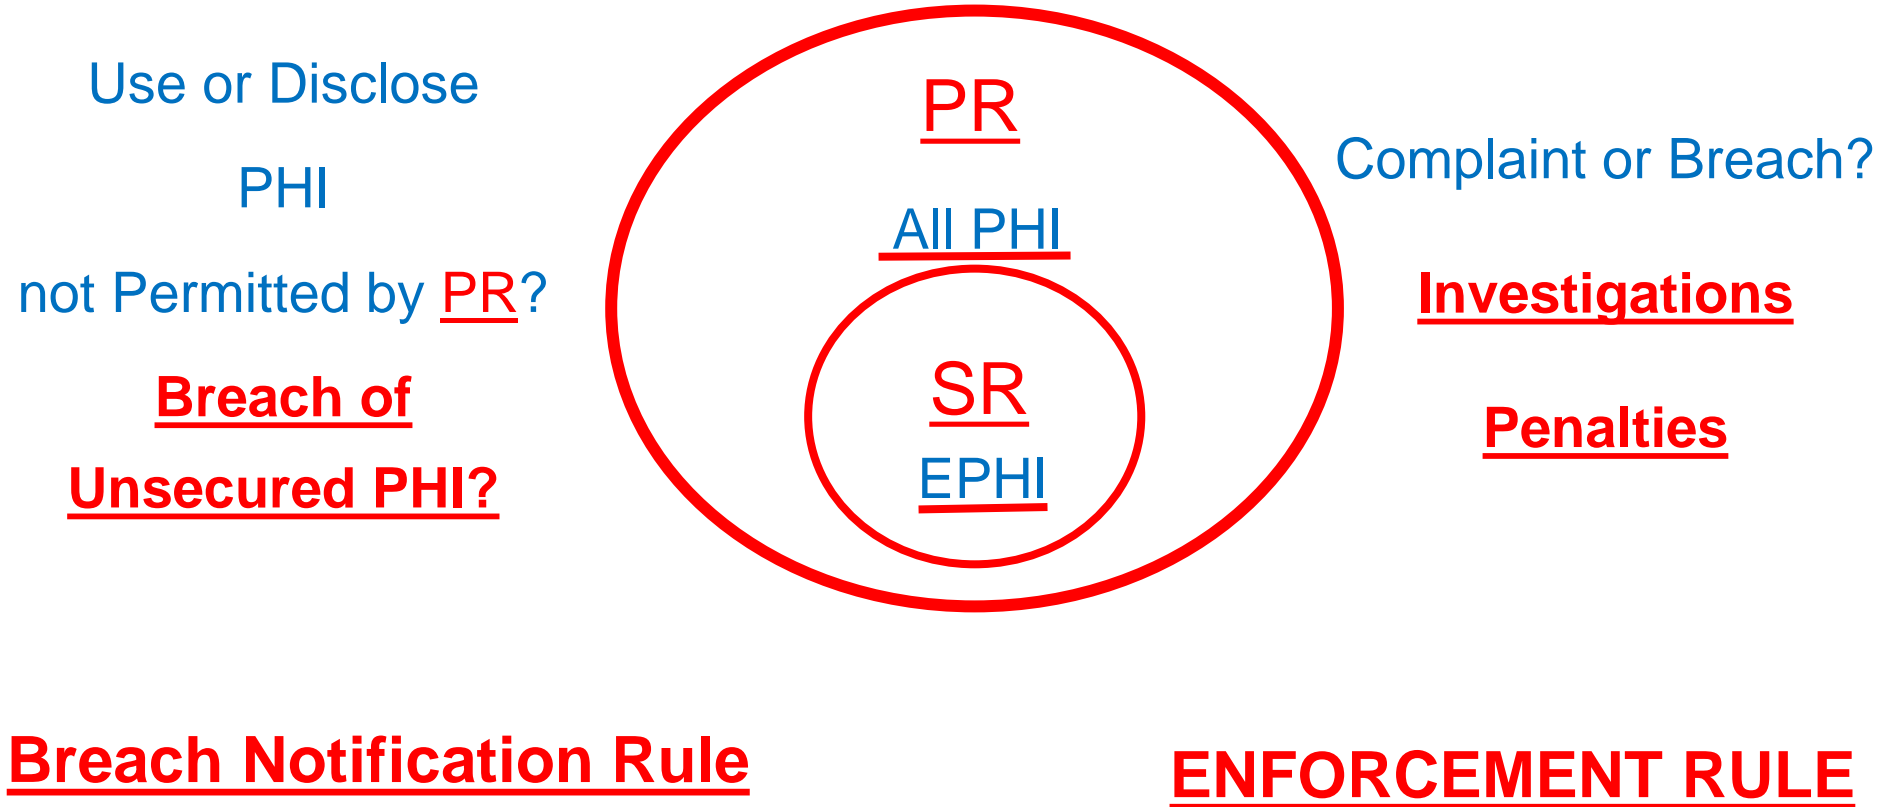 Use or Disclose
PHI
not Permitted by PR?
Breach of
Unsecured PHI?
PR
All PHI
SR
EPHI
Complaint or Breach?
Investigations
Penalties
Breach Notification Rule
ENFORCEMENT RULE